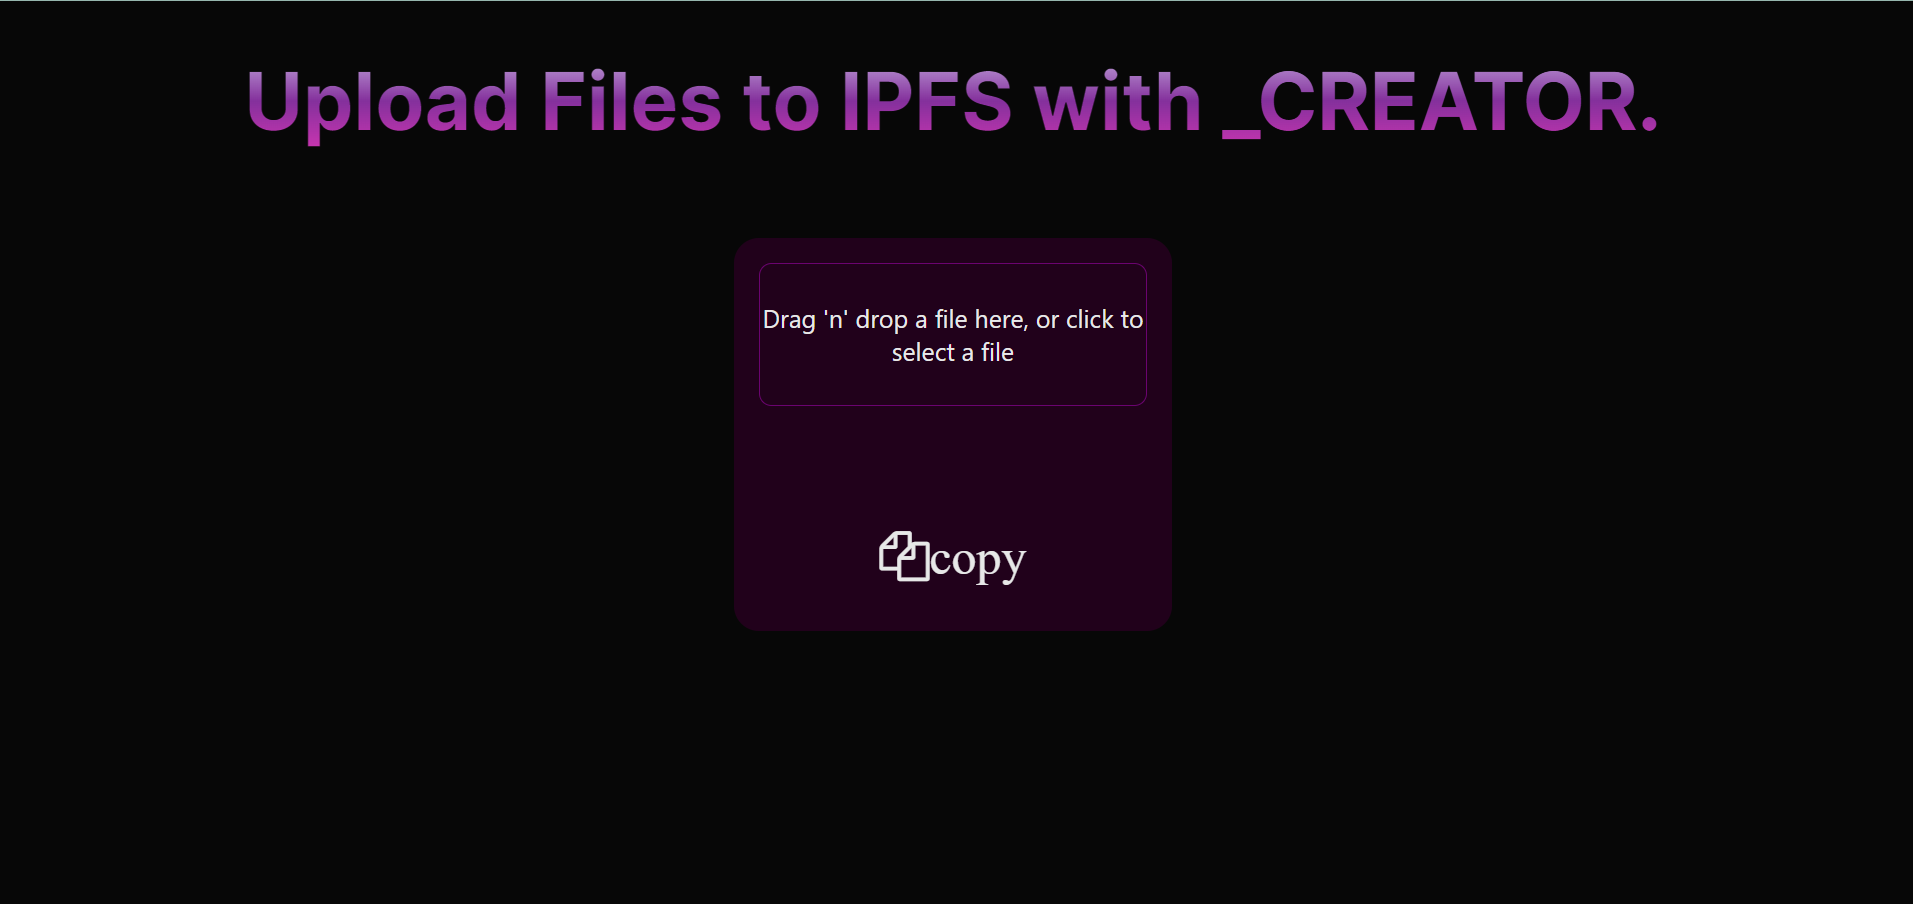 Upload Files to IPFS with _CREATOR.
Drag 'n' drop a file here, or click to
select a file
copy